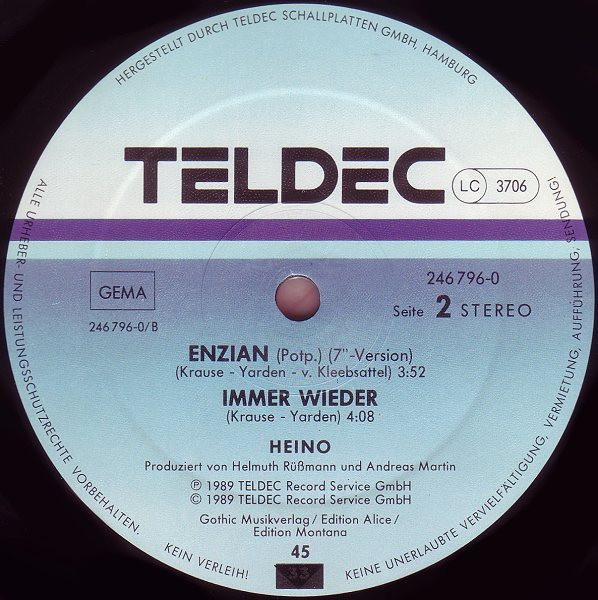 HERGESTELLT DURCH TELDEC SCHALLPLATTEN GMBH, HAMBURG
TELDEC
LC 3706
GEMA
246 796-0/B
246 796-0
Seite 2 STEREO
ENZIAN (Potp.) (7"-Version)
(Krause - Yarden - v. Kleebsattel) 3:52
IMMER WIEDER
(Krause - Yarden) 4:08
HEINO
Produziert von Helmuth Rüßmann und Andreas Martin
Ⓟ 1989 TELDEC Record Service GmbH
© 1989 TELDEC Record Service GmbH
Gothic Musikverlag / Edition Alice /
Edition Montana
45
33
ALLE URHEBER- UND LEISTUNGSSCHUTZRECHTE VORBEHALTEN.
KEIN VERLEIH! KEINE UNERLAUBTE VERVIELFÄLTIGUNG, VERMIETUNG, AUFFÜHRUNG, SENDUNG!